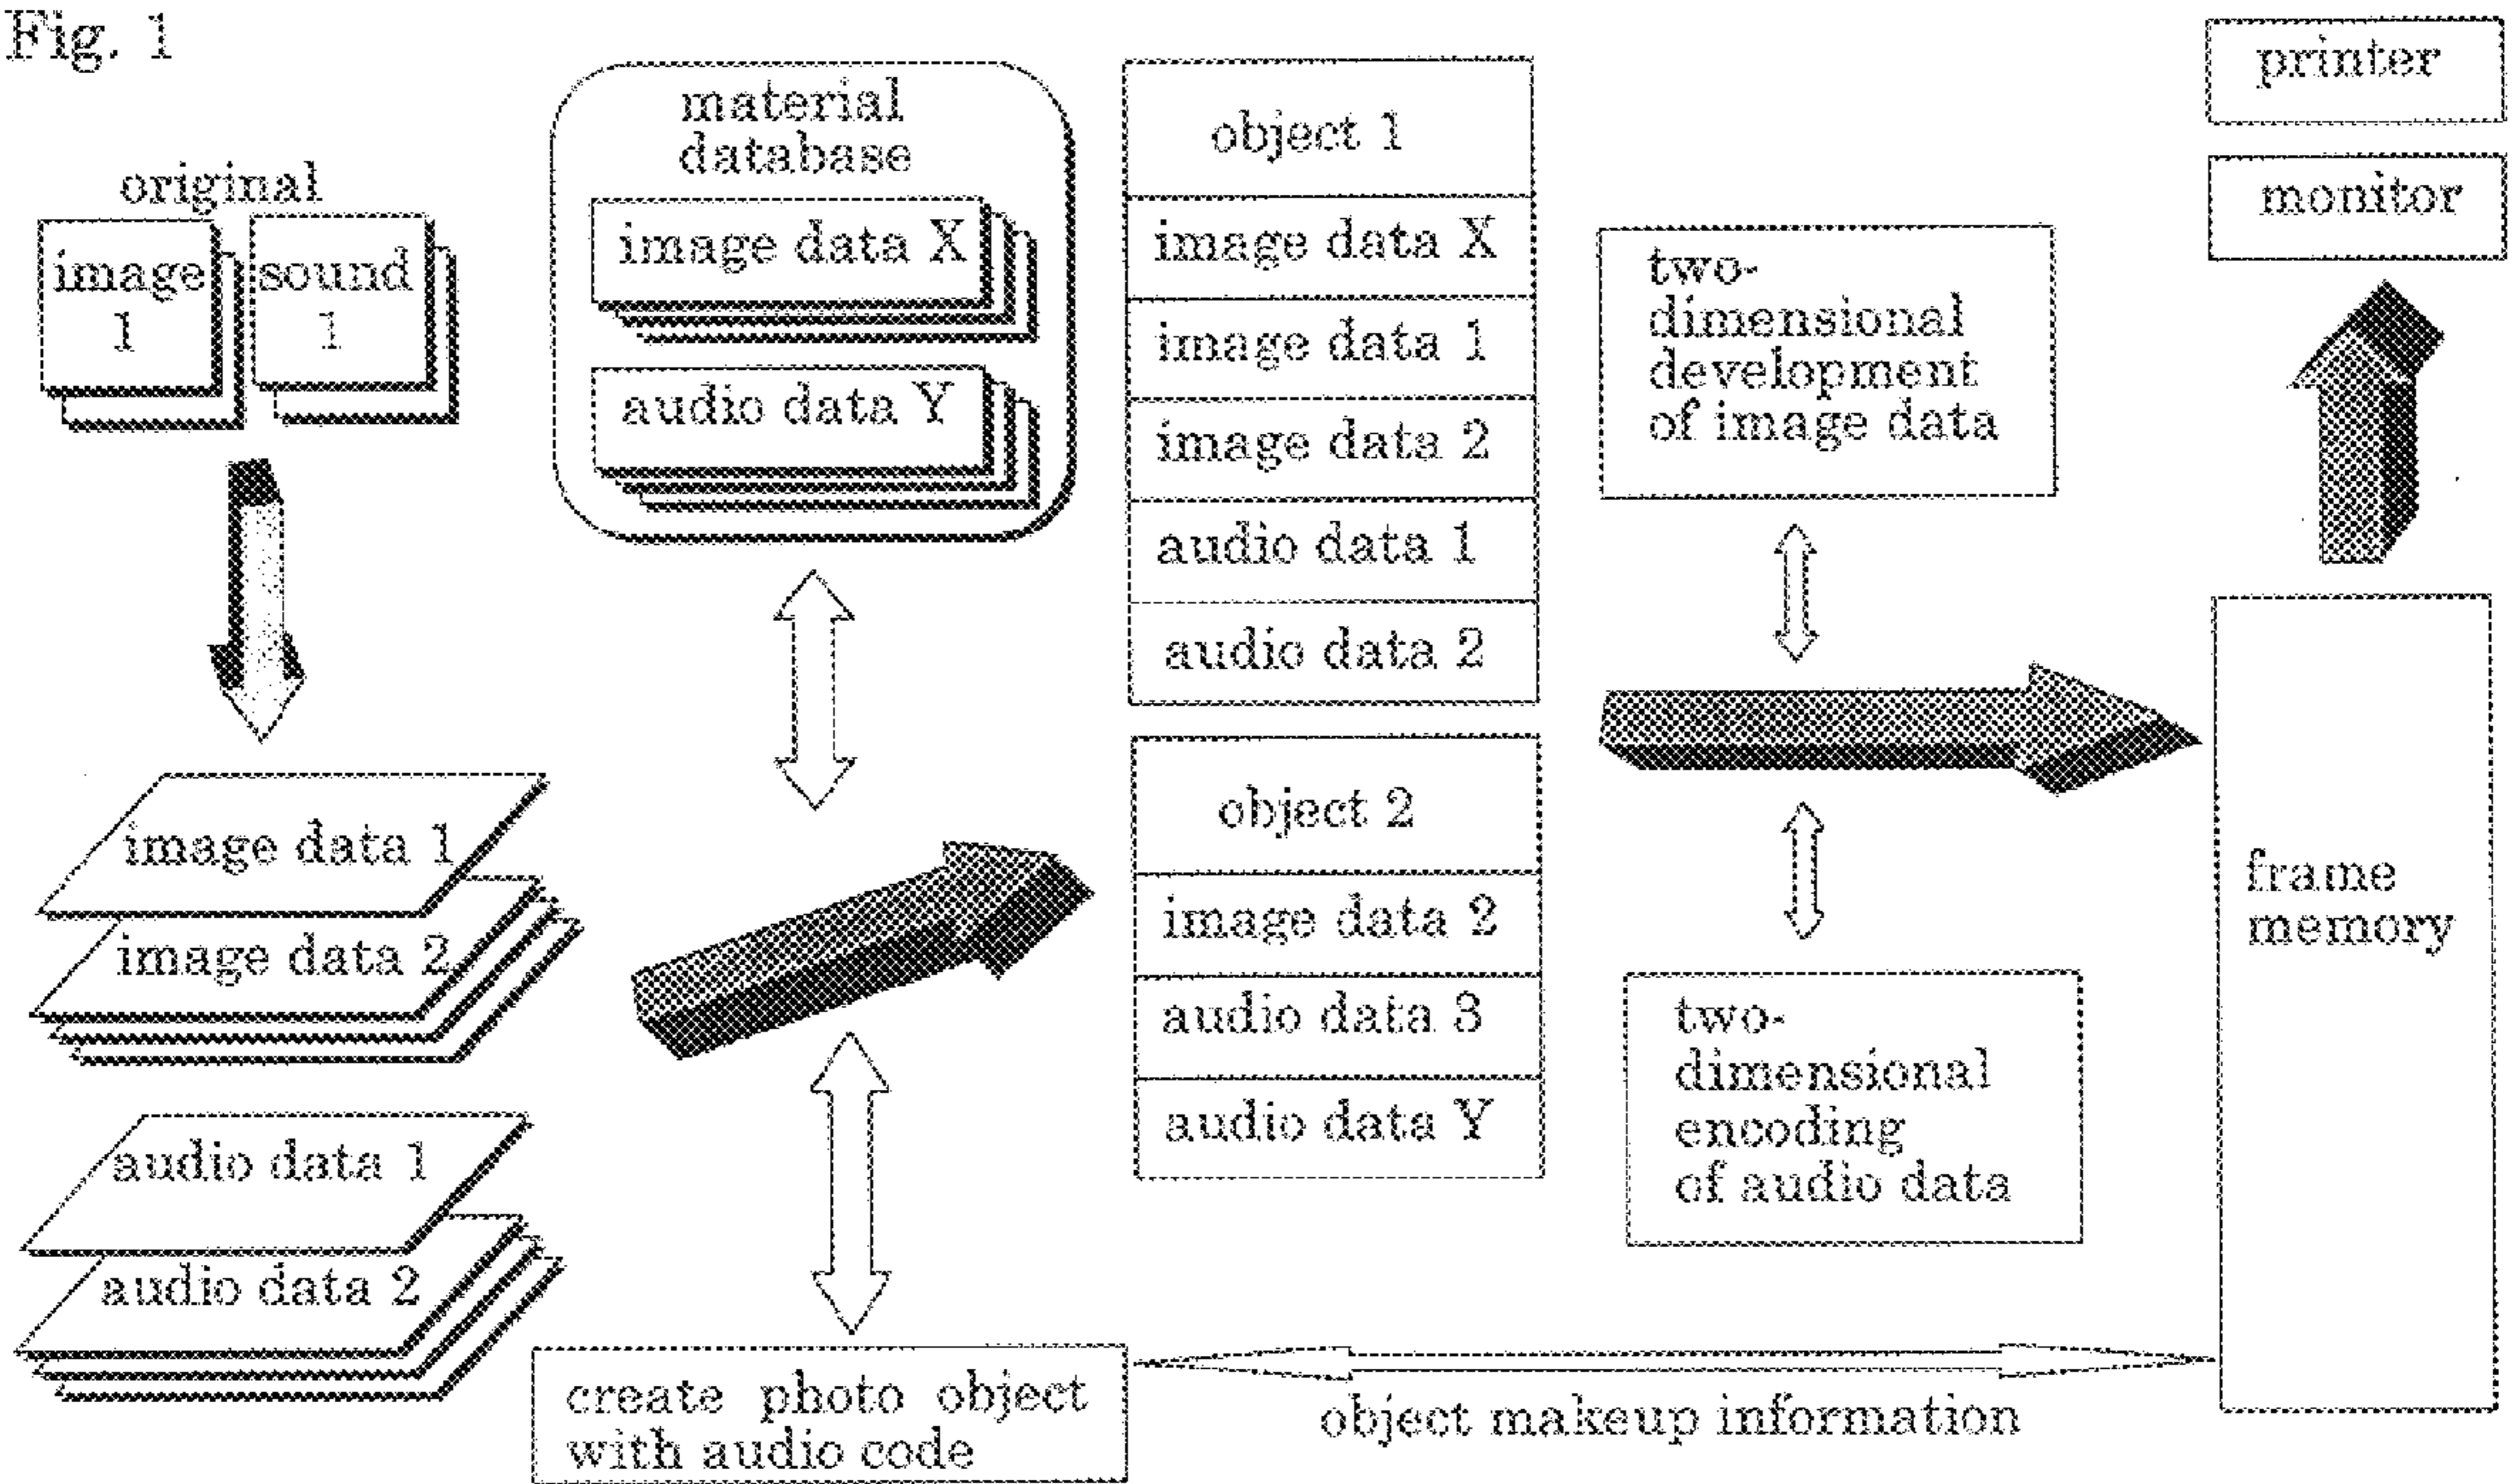 Fig. 1
original
image
1
sound
1
image data 1
image data 2
audio data 1
audio data 2
material
database
image data X
audio data Y
create photo object
with audio code
object 1
image data X
image data 1
image data 2
audio data 1
audio data 2
object 2
image data 2
audio data 3
audio data Y
two-
dimensional
development
of image data
two-
dimensional
encoding
of audio data
object makeup information
printer
monitor
frame
memory